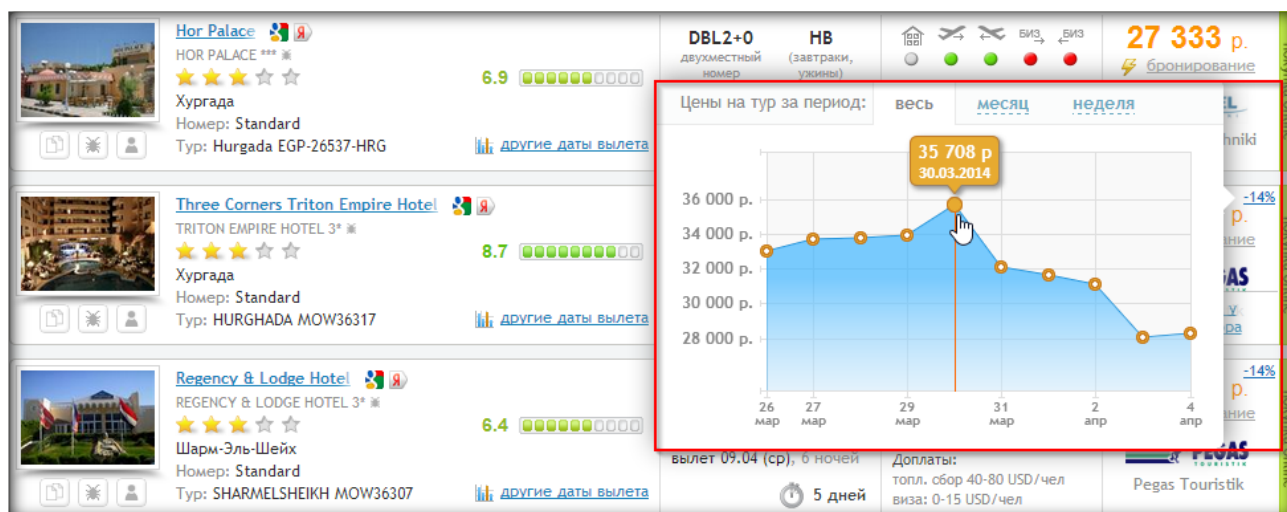 Hor Palace Я
HOR PALACE ***
6.9
Хургада
Номер: Standard
Тур: Hurgada EGP-26537-HRG
другие даты вылета
DBL2+0 HB
двухместный (завтраки,
номер ужины)
БИЗ БИЗ
27 333 р.
бронирование
Three Corners Triton Empire Hotel Я
TRITON EMPIRE HOTEL 3*
8.7
Хургада
Номер: Standard
Тур: HURGHADA MOW36317
другие даты вылета
Цены на тур за период: весь месяц неделя
35 708 р
30.03.2014
36 000 р.
34 000 р.
32 000 р.
30 000 р.
28 000 р.
26 27 29 31 2 4
мар мар мар мар апр апр
-14%
р.
Regency & Lodge Hotel Я
REGENCY & LODGE HOTEL 3*
6.4
Шарм-Эль-Шейх
Номер: Standard
Тур: SHARMELSHEIKH MOW36307
другие даты вылета
-14%
р.
вылет 09.04 (ср), 6 ночей
5 дней
Доплаты:
топл. сбор 40-80 USD/чел
виза: 0-15 USD/чел
PEGAS
TOURISTIK
Pegas Touristik